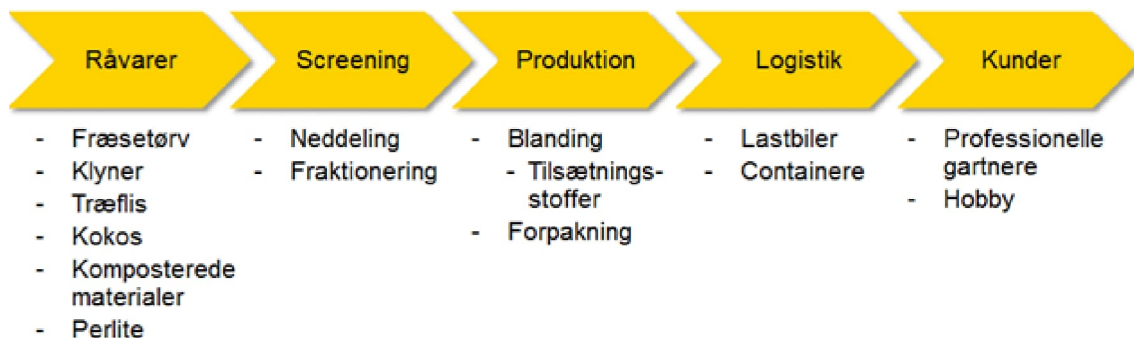 Råvarer
Screening
Produktion
Logistik
Kunder
- Fræsetørv
- Klyner
- Træflis
- Kokos
- Komposterede
materialer
- Perlite
- Neddeling
- Fraktionering
- Blanding
- Tilsætnings-
stoffer
- Forpakning
- Lastbiler
- Containere
- Professionelle
gartnere
- Hobby